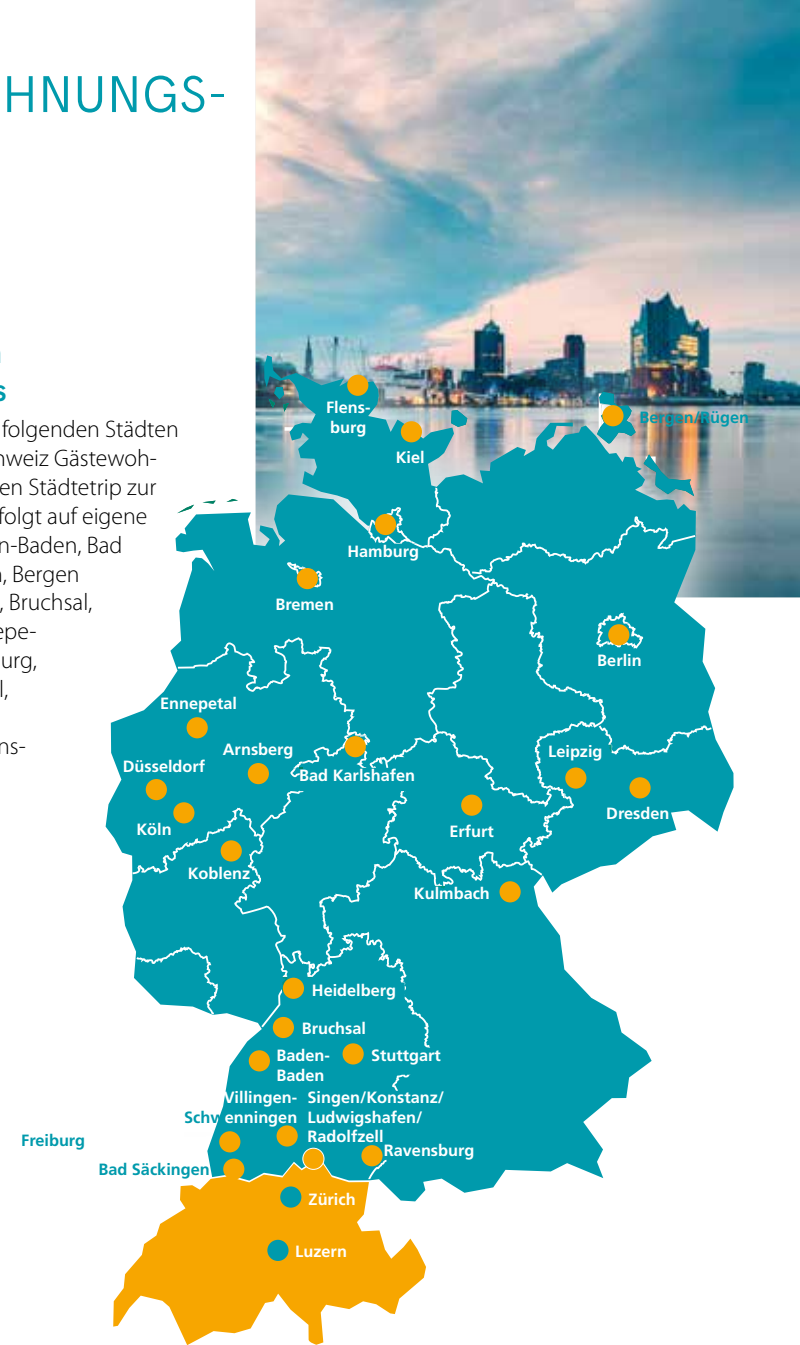 HNUNGS-
s
folgenden Städten
hweiz Gästewoh-
en Städtetrip zur
folgt auf eigene
n-Baden, Bad
, Bergen
, Bruchsal,
epe-
urg,
l,
ns-
Flens-
burg
Bergen/Rügen
Kiel
Hamburg
Bremen
Berlin
Ennepetal
Arnsberg
Düsseldorf
Bad Karlshafen
Leipzig
Köln
Erfurt
Dresden
Koblenz
Kulmbach
Heidelberg
Bruchsal
Baden-
Baden
Stuttgart
Villingen-
Schwenningen
Singen/Konstanz/
Ludwigshafen/
Radolfzell
Freiburg
Ravensburg
Bad Säckingen
Zürich
Luzern